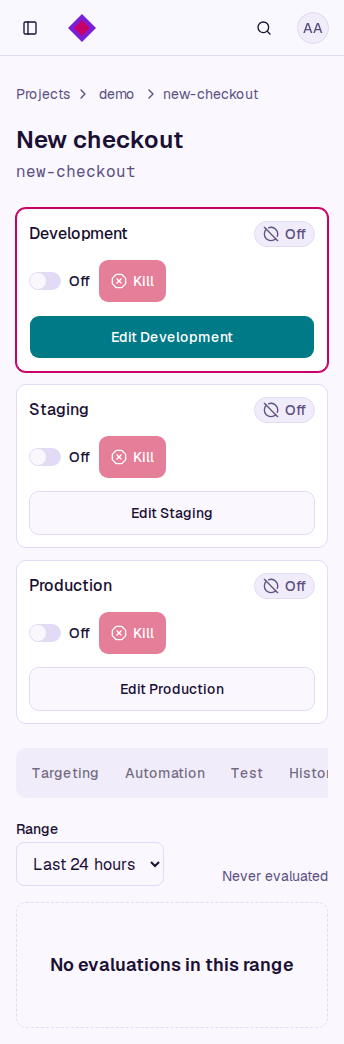 AA
Projects > demo > new-checkout
New checkout
new-checkout
Development Off
Off Kill
Edit Development
Staging Off
Off Kill
Edit Staging
Production Off
Off Kill
Edit Production
Targeting Automation Test Histor
Range
Last 24 hours
Never evaluated
No evaluations in this range